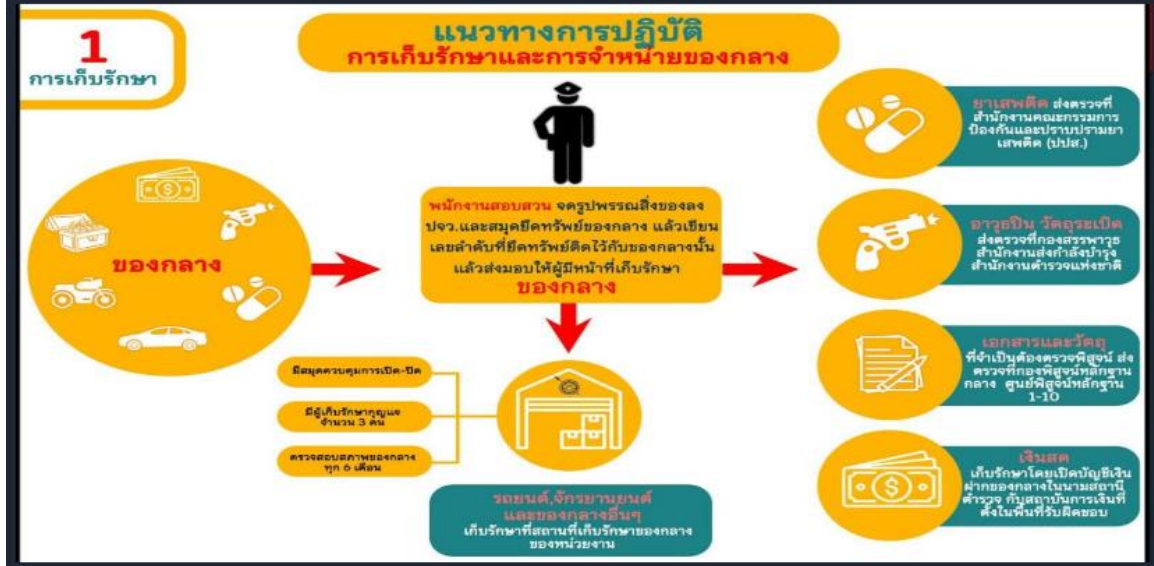 1
การเก็บรักษา
แนวทางการปฏิบัติ
การเก็บรักษาและการจำหน่ายของกลาง
ของกลาง
พนักงานสอบสวน จดรูปพรรณสิ่งของลง
ปจว.และสมุดยึดทรัพย์ของกลาง แล้วเขียน
เลขลำดับที่ยึดทรัพย์ติดไว้กับของกลางนั้น
แล้วส่งมอบให้ผู้มีหน้าที่เก็บรักษา
ของกลาง
มีสมุดควบคุมการเปิด-ปิด
มีผู้เก็บรักษากุญแจ
จำนวน 3 คน
ตรวจสอบสภาพของกลาง
ทุก 6 เดือน
รถยนต์,จักรยานยนต์
และของกลางอื่นๆ
เก็บรักษาที่สถานที่เก็บรักษาของกลาง
ของหน่วยงาน
ยาเสพติด ส่งตรวจที่
สำนักงานคณะกรรมการ
ป้องกันและปราบปรามยา
เสพติด (ปปส.)
อาวุธปืน วัตถุระเบิด
ส่งตรวจที่กองสรรพาวุธ
สำนักงานส่งกำลังบำรุง
สำนักงานตำรวจแห่งชาติ
เอกสารและวัตถุ
ที่จำเป็นต้องตรวจพิสูจน์ ส่ง
ตรวจที่กองพิสูจน์หลักฐาน
กลาง ศูนย์พิสูจน์หลักฐาน
1-10
เงินสด
เก็บรักษาโดยเปิดบัญชีเงิน
ฝากของกลางในนามสถานี
ตำรวจ กับสถาบันการเงินที่
ตั้งในพื้นที่รับผิดชอบ